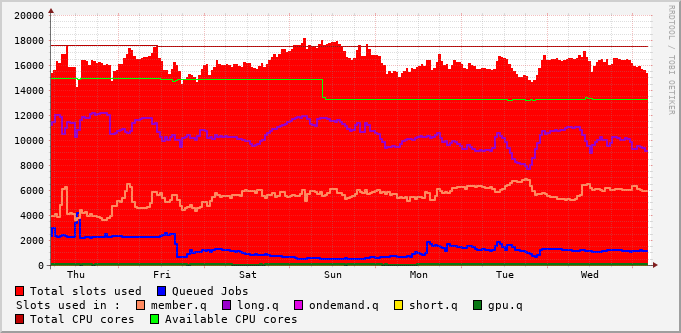 20000
18000
16000
14000
12000
10000
8000
6000
4000
2000
0
Thu Fri Sat Sun Mon Tue Wed
Total slots used Queued Jobs
Slots used in : member.q long.q ondemand.q short.q gpu.q
Total CPU cores Available CPU cores
RRDTOOL / TOBI OETIKER